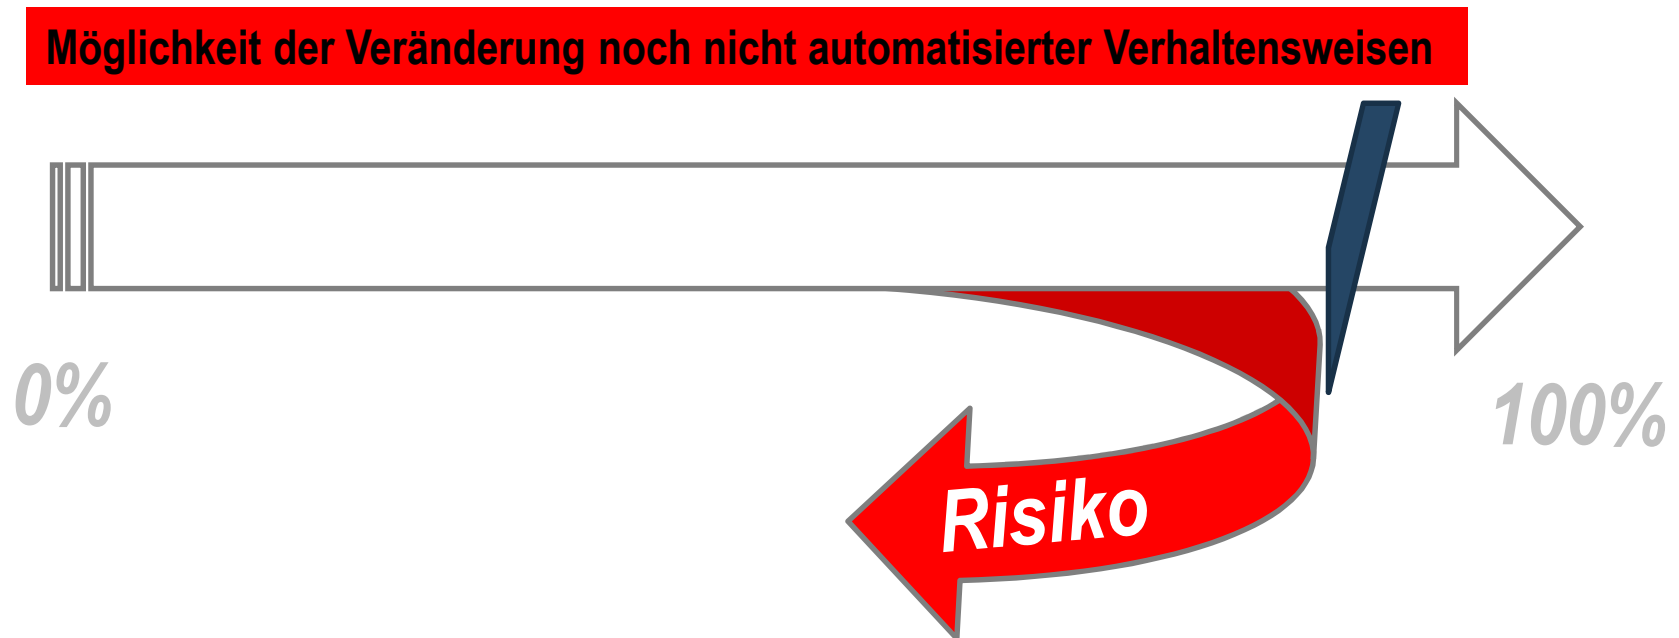 Möglichkeit der Veränderung noch nicht automatisierter Verhaltensweisen
0%
100%
Risiko